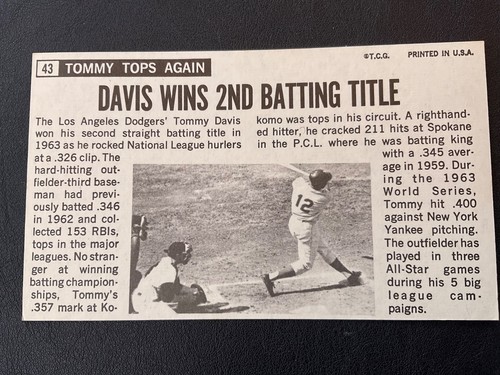 43 TOMMY TOPS AGAIN
©T.C.G. PRINTED IN U.S.A.
DAVIS WINS 2ND BATTING TITLE
The Los Angeles Dodgers' Tommy Davis
won his second straight batting title in
1963 as he rocked National League hurlers
at a .326 clip. The
hard-hitting out-
fielder-third base-
man had previ-
ously batted .346
in 1962 and col-
lected 153 RBIs,
tops in the major
leagues. No stran-
ger at winning
batting champion-
ships, Tommy's
.357 mark at Ko-
komo was tops in his circuit. A righthand-
ed hitter, he cracked 211 hits at Spokane
in the P.C.L. where he was batting king
with a .345 aver-
age in 1959. Dur-
ing the 1963
World Series,
Tommy hit .400
against New York
Yankee pitching.
The outfielder has
played in three
All-Star games
during his 5 big
league cam-
paigns.
12